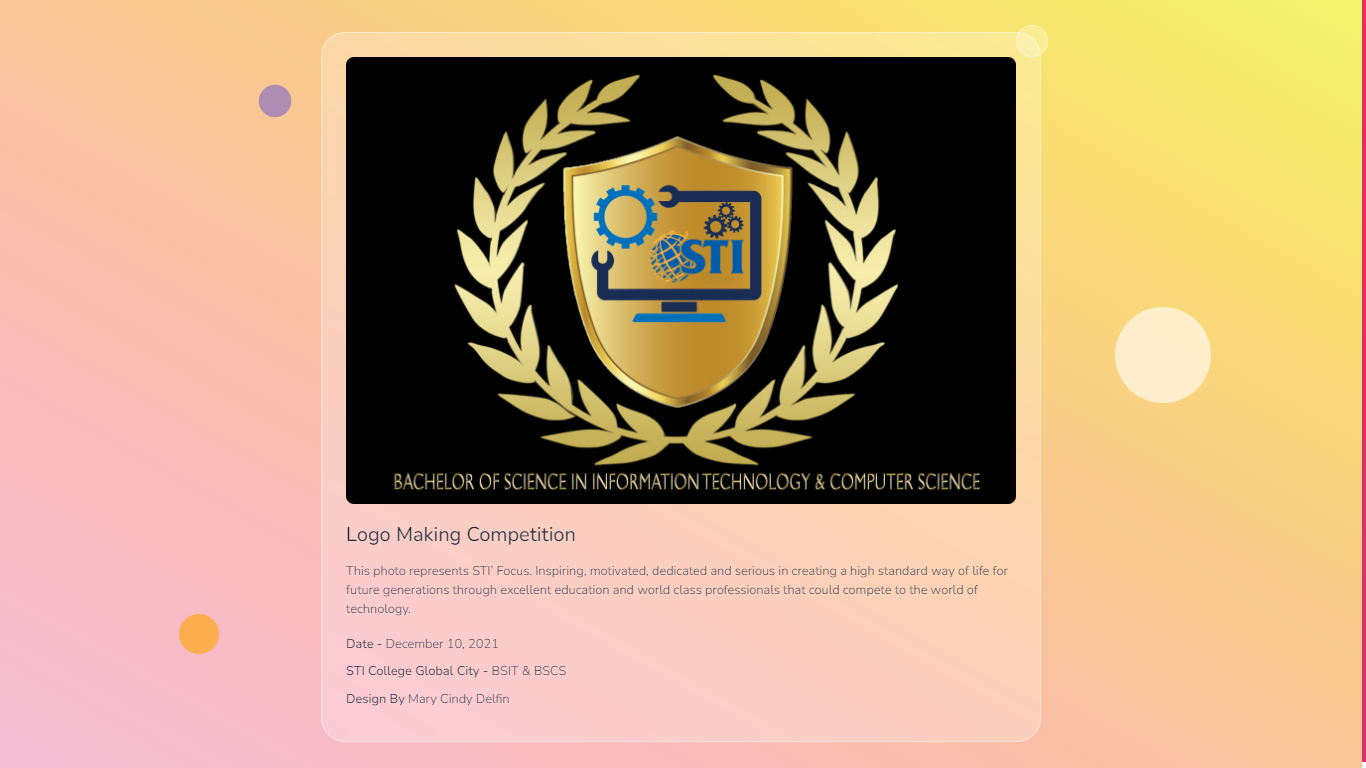 STI
BACHELOR OF SCIENCE IN INFORMATION TECHNOLOGY & COMPUTER SCIENCE
Logo Making Competition
This photo represents STI' Focus. Inspiring, motivated, dedicated and serious in creating a high standard way of life for
future generations through excellent education and world class professionals that could compete to the world of
technology.
Date - December 10, 2021
STI College Global City - BSIT & BSCS
Design By Mary Cindy Delfin